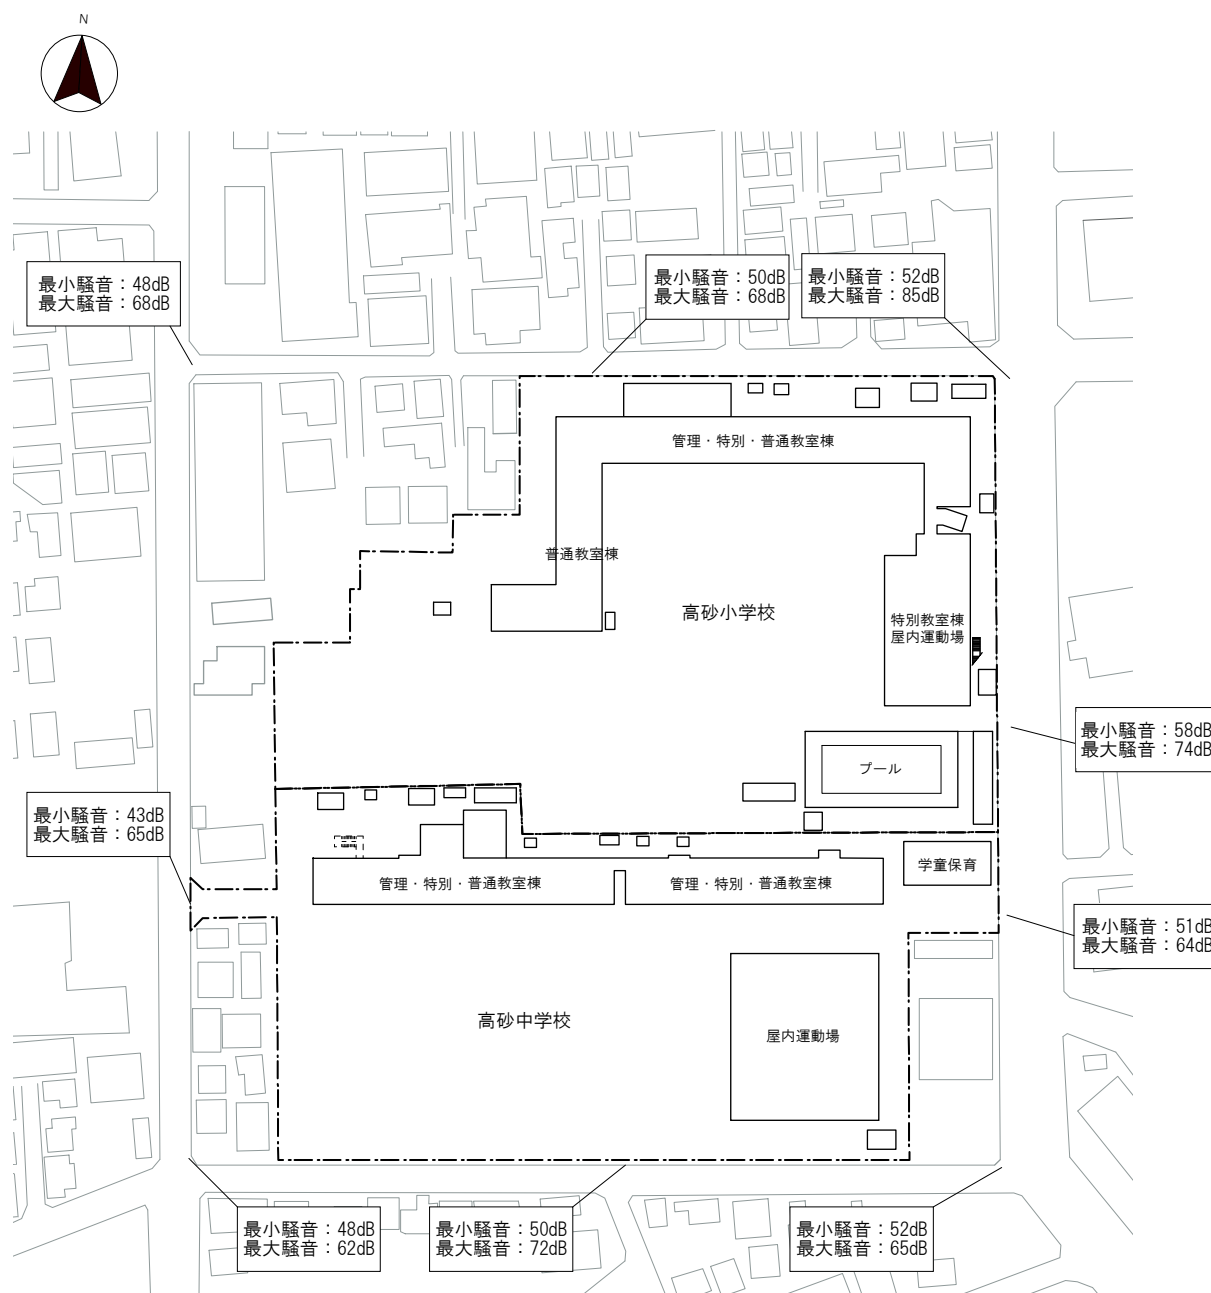 N
最小騒音：48dB
最大騒音：68dB
最小騒音：50dB
最大騒音：68dB
最小騒音：52dB
最大騒音：85dB
管理・特別・普通教室棟
普通教室棟
高砂小学校
特別教室棟
屋内運動場
最小騒音：58dB
最大騒音：74dB
プール
最小騒音：43dB
最大騒音：65dB
学童保育
管理・特別・普通教室棟
管理・特別・普通教室棟
最小騒音：51dB
最大騒音：64dB
高砂中学校
屋内運動場
最小騒音：48dB
最大騒音：62dB
最小騒音：50dB
最大騒音：72dB
最小騒音：52dB
最大騒音：65dB